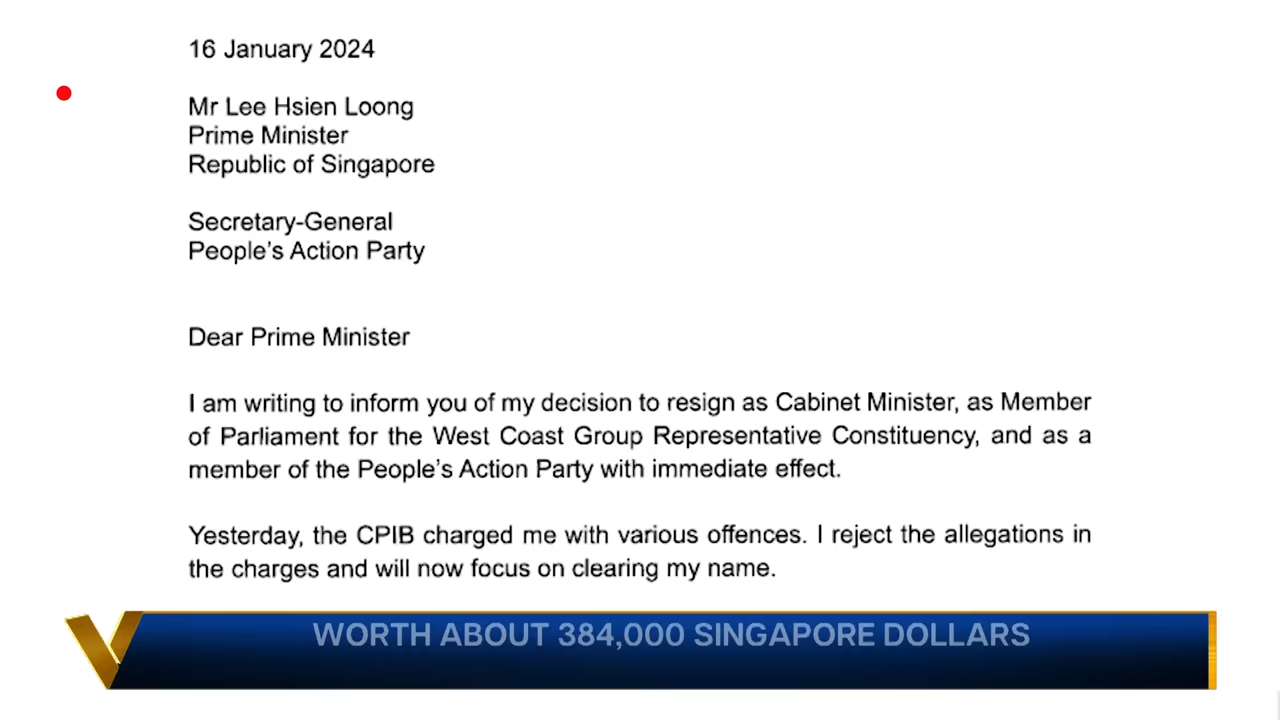 16 January 2024
Mr Lee Hsien Loong
Prime Minister
Republic of Singapore
Secretary-General
People's Action Party
Dear Prime Minister
I am writing to inform you of my decision to resign as Cabinet Minister, as Member
of Parliament for the West Coast Group Representative Constituency, and as a
member of the People's Action Party with immediate effect.
Yesterday, the CPIB charged me with various offences. I reject the allegations in
the charges and will now focus on clearing my name.
WORTH ABOUT 384,000 SINGAPORE DOLLARS